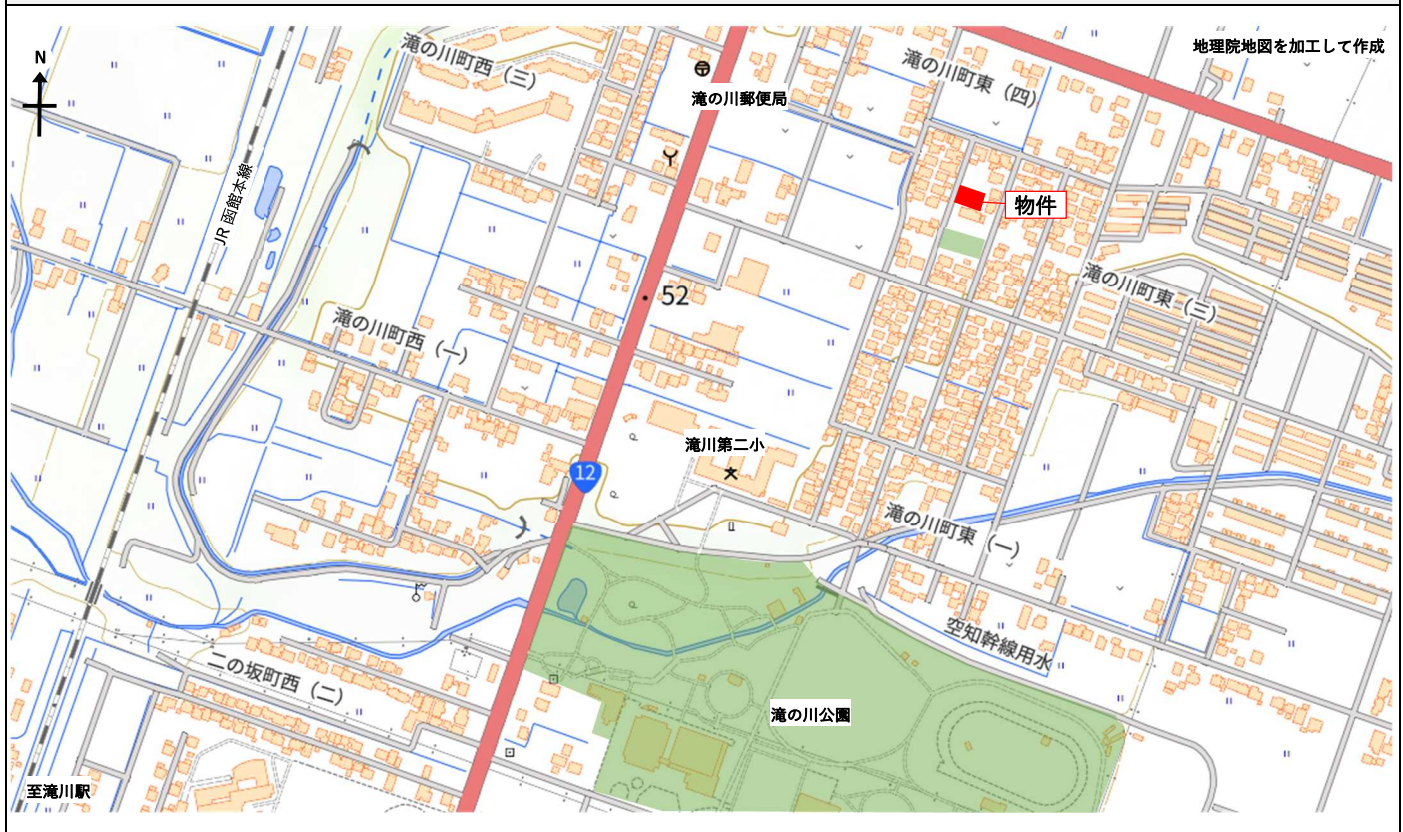 地理院地図を加工して作成
N
滝の川町西（三）
滝の川町東（四）
滝の川郵便局
物件
JR 函館本線
滝の川町東（三）
52
滝の川町西（一）
滝川第二小
12
滝の川町東（一）
空知幹線用水
二の坂町西（二）
滝の川公園
至滝川駅